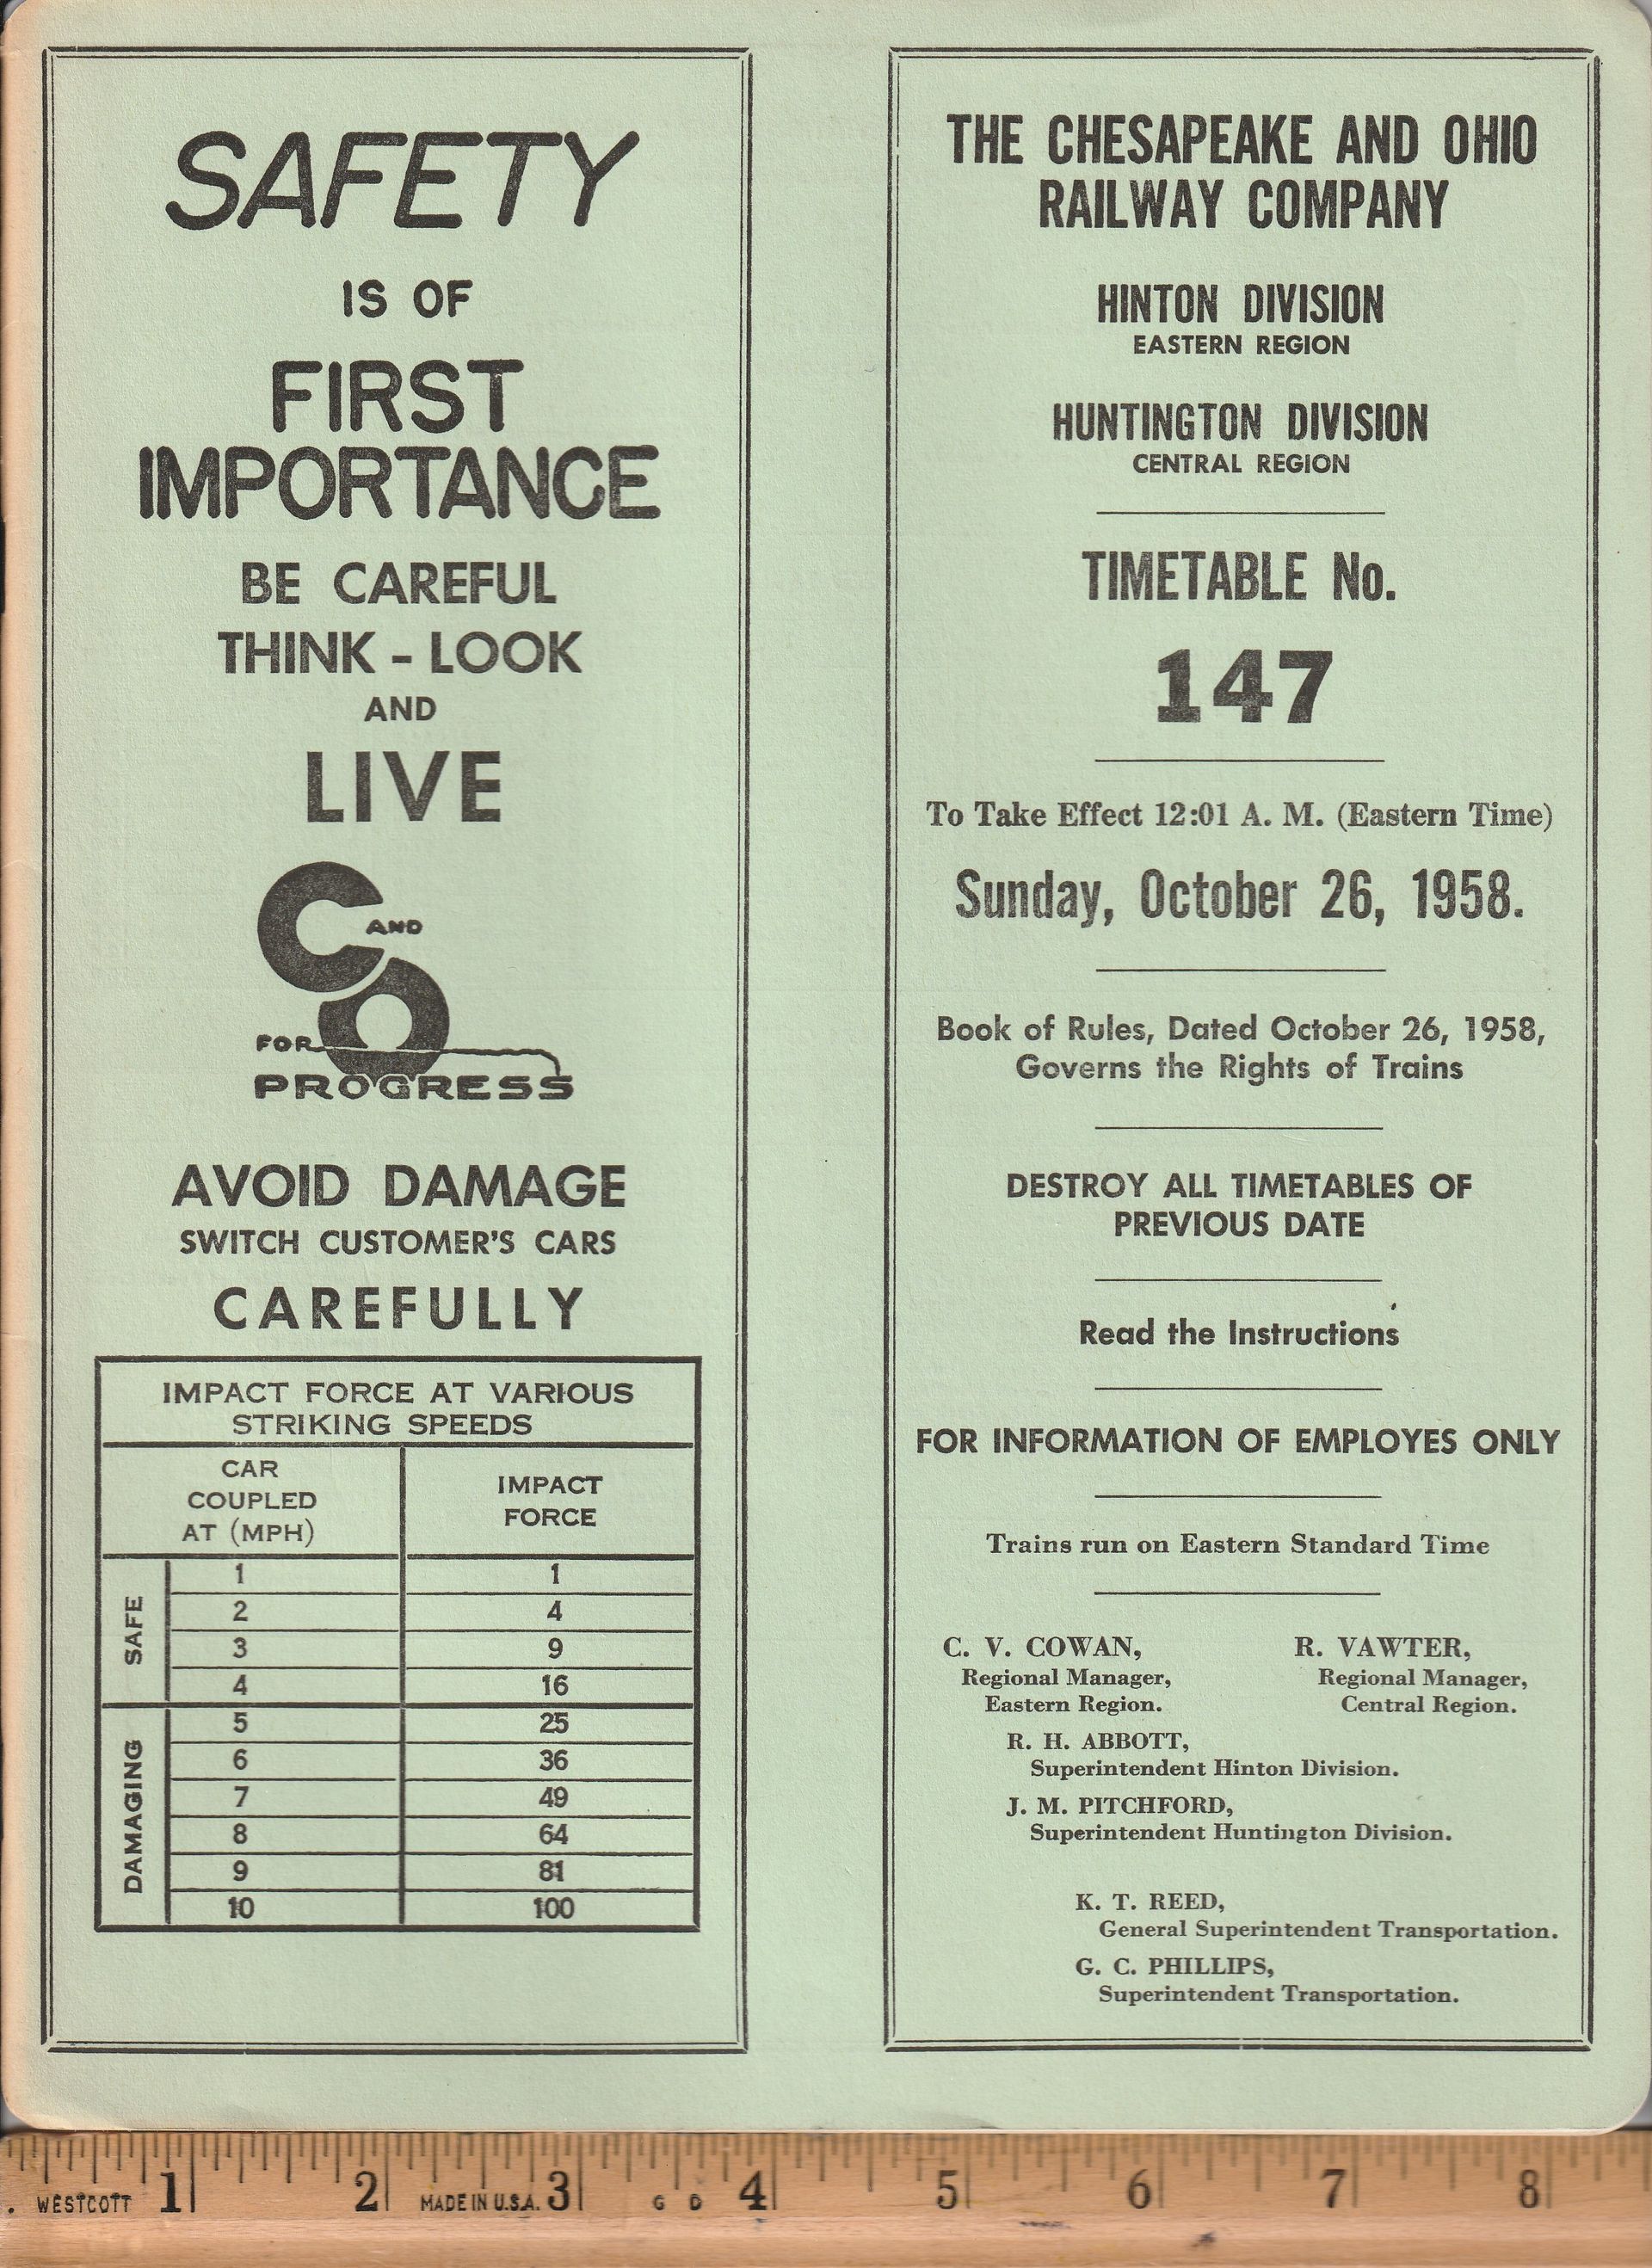 SAFETY
IS OF
FIRST
IMPORTANCE
BE CAREFUL
THINK - LOOK
AND
LIVE
C AND
O
FOR
PROGRESS
AVOID DAMAGE
SWITCH CUSTOMER'S CARS
CAREFULLY
IMPACT FORCE AT VARIOUS
STRIKING SPEEDS
CAR
COUPLED
AT (MPH)
IMPACT
FORCE
SAFE
1 1
2 4
3 9
4 16
DAMAGING
5 25
6 36
7 49
8 64
9 81
10 100
THE CHESAPEAKE AND OHIO
RAILWAY COMPANY
HINTON DIVISION
EASTERN REGION
HUNTINGTON DIVISION
CENTRAL REGION
TIMETABLE No.
147
To Take Effect 12:01 A. M. (Eastern Time)
Sunday, October 26, 1958.
Book of Rules, Dated October 26, 1958,
Governs the Rights of Trains
DESTROY ALL TIMETABLES OF
PREVIOUS DATE
Read the Instructions
FOR INFORMATION OF EMPLOYES ONLY
Trains run on Eastern Standard Time
C. V. COWAN,
Regional Manager,
Eastern Region.
R. VAWTER,
Regional Manager,
Central Region.
R. H. ABBOTT,
Superintendent Hinton Division.
J. M. PITCHFORD,
Superintendent Huntington Division.
K. T. REED,
General Superintendent Transportation.
G. C. PHILLIPS,
Superintendent Transportation.
. WESTCOTT 1 2 MADE IN U.S.A. 3 G D 4 5 6 7 8